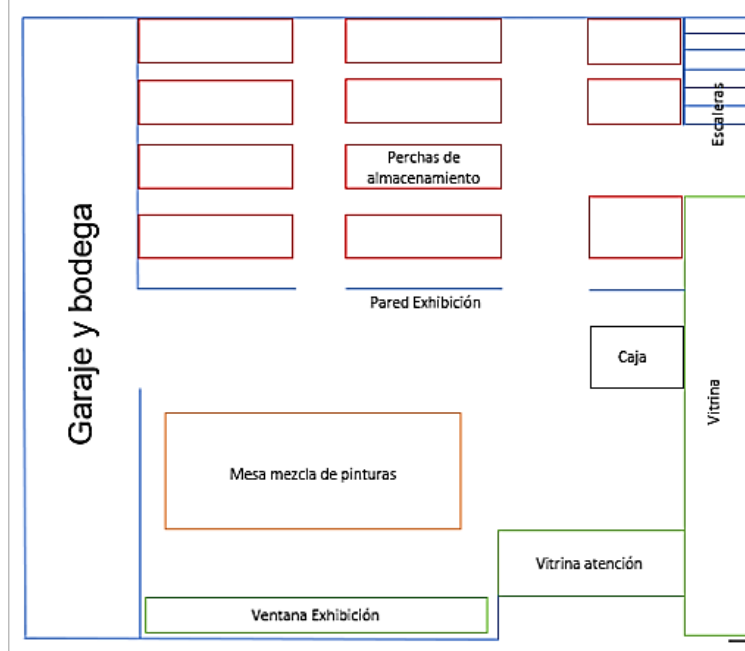 Escaleras
Perchas de
almacenamiento
Garaje y bodega
Pared Exhibición
Caja
Vitrina
Mesa mezcla de pinturas
Vitrina atención
Ventana Exhibición